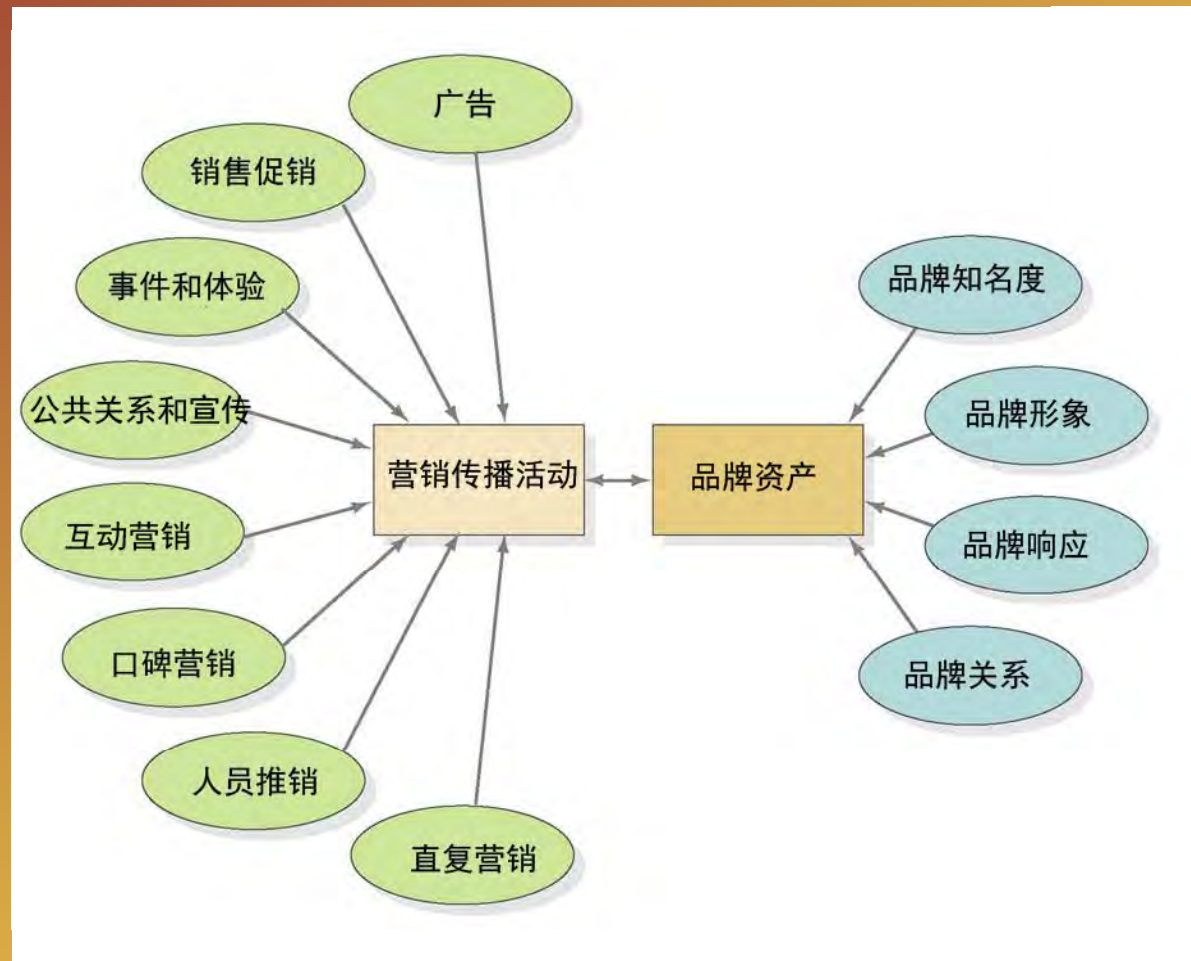 广告
销售促销
事件和体验
公共关系和宣传
互动营销
口碑营销
人员推销
直复营销
营销传播活动
品牌资产
品牌知名度
品牌形象
品牌响应
品牌关系